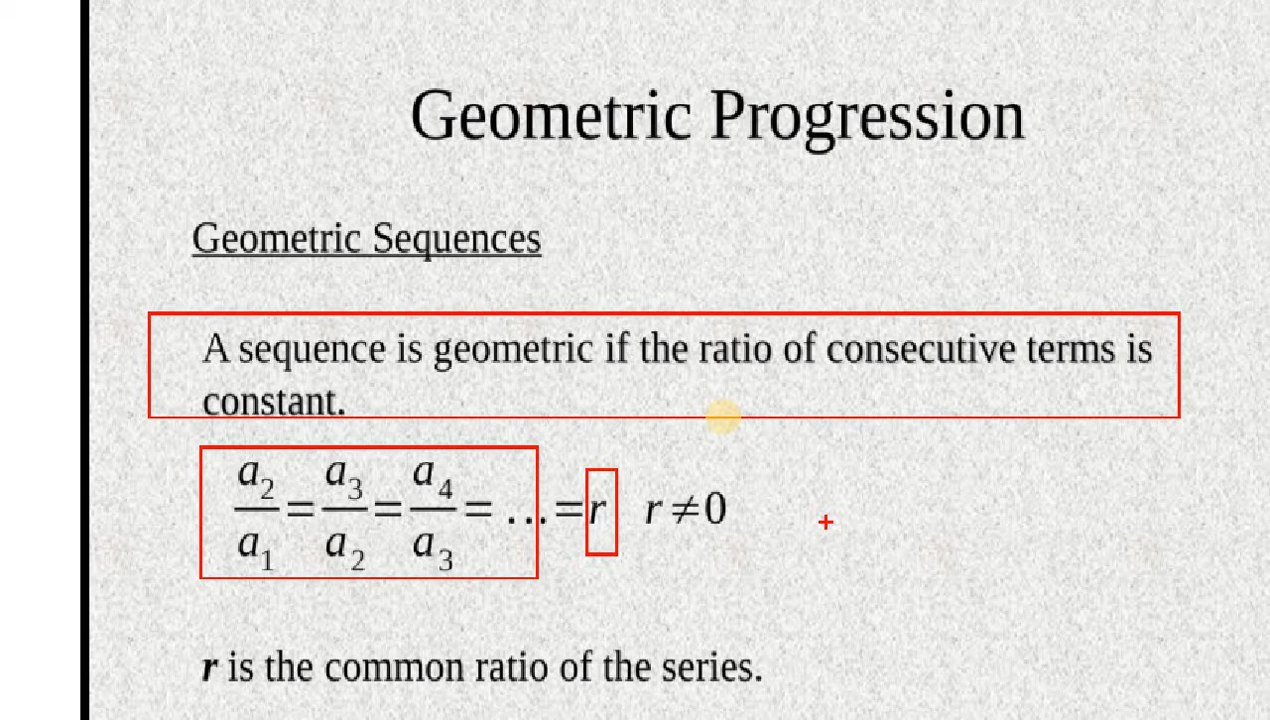 Geometric Progression
Geometric Sequences
A sequence is geometric if the ratio of consecutive terms is
constant.
a₂/a₁ = a₃/a₂ = a₄/a₃ = ... = r   r ≠ 0
r is the common ratio of the series.